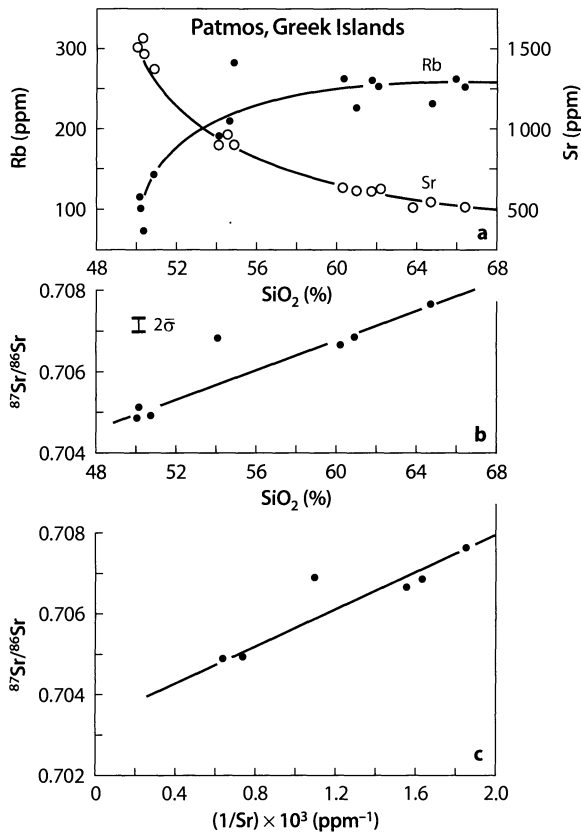 Patmos, Greek Islands
300
200
100
Rb (ppm)
1 500
1 000
500
Sr (ppm)
Rb
Sr
a
48 52 56 60 64 68
SiO₂ (%)
0.708
0.706
0.704
⁸⁷Sr/⁸⁶Sr
2σ̄
b
48 52 56 60 64 68
SiO₂ (%)
0.708
0.706
0.704
0.702
⁸⁷Sr/⁸⁶Sr
c
0 0.4 0.8 1.2 1.6 2.0
(1/Sr) × 10³ (ppm⁻¹)